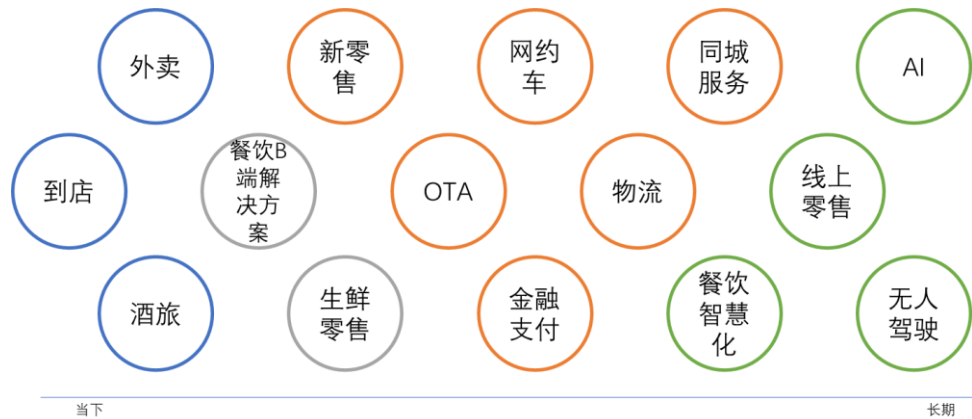 外卖
新零
售
网约
车
同城
服务
AI
到店
餐饮B
端解
决方
案
OTA
物流
线上
零售
酒旅
生鲜
零售
金融
支付
餐饮
智慧
化
无人
驾驶
当下
长期